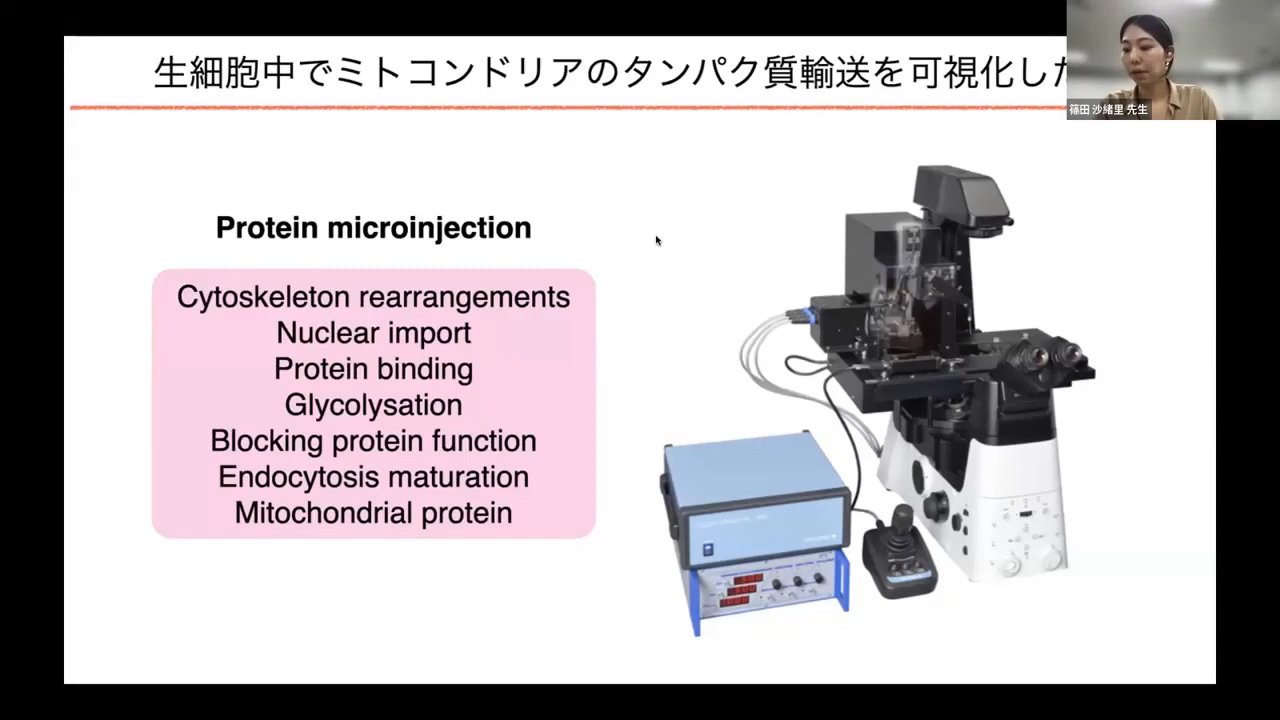 生細胞中でミトコンドリアのタンパク質輸送を可視化した
篠田 沙緒里 先生
Protein microinjection
Cytoskeleton rearrangements
Nuclear import
Protein binding
Glycolysation
Blocking protein function
Endocytosis maturation
Mitochondrial protein